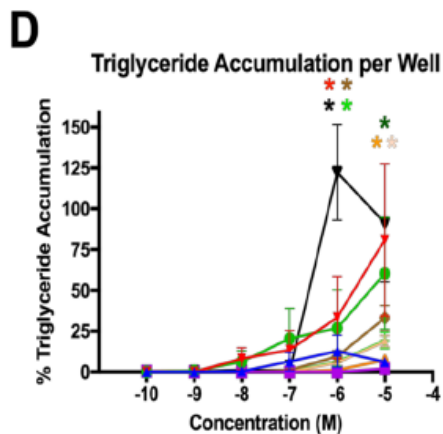 D
Triglyceride Accumulation per Well
* *
* *
*
* *
% Triglyceride Accumulation
150
125
100
75
50
25
0
-10 -9 -8 -7 -6 -5 -4
Concentration (M)